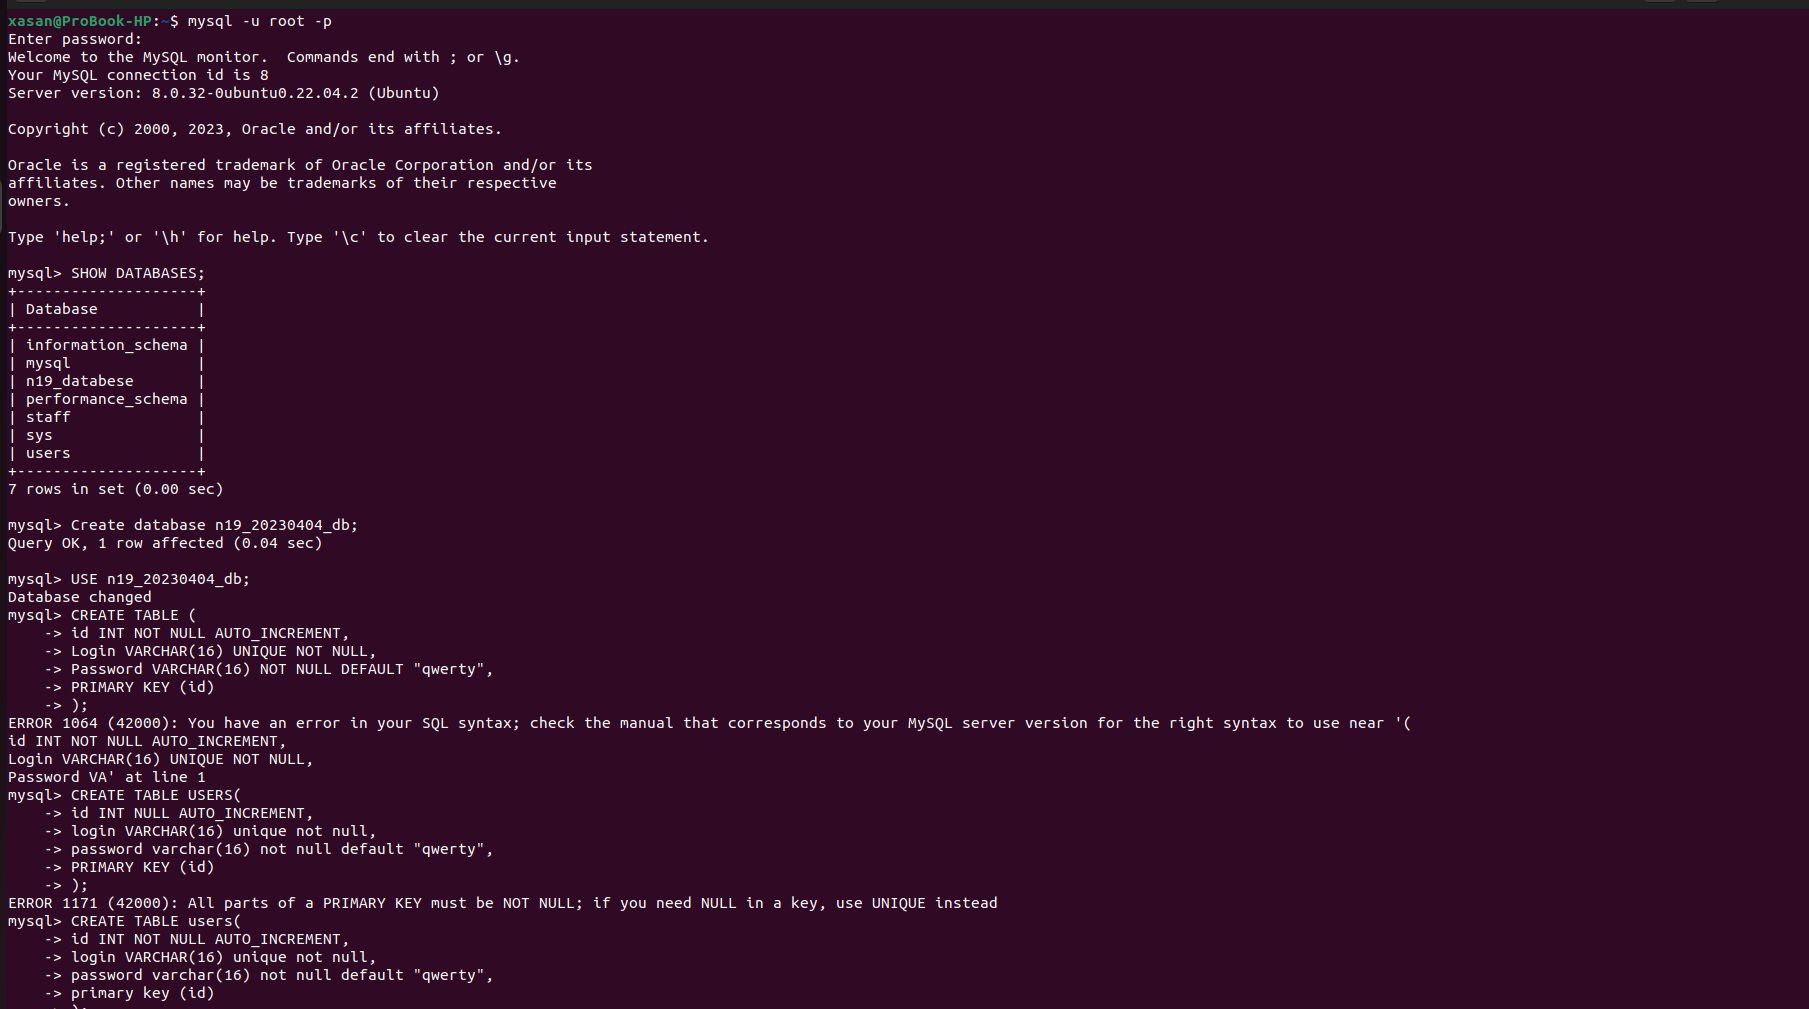 xasan@ProBook-HP:~$ mysql -u root -p
Enter password:
Welcome to the MySQL monitor.  Commands end with ; or \g.
Your MySQL connection id is 8
Server version: 8.0.32-0ubuntu0.22.04.2 (Ubuntu)

Copyright (c) 2000, 2023, Oracle and/or its affiliates.

Oracle is a registered trademark of Oracle Corporation and/or its
affiliates. Other names may be trademarks of their respective
owners.

Type 'help;' or '\h' for help. Type '\c' to clear the current input statement.

mysql> SHOW DATABASES;
+--------------------+
| Database           |
+--------------------+
| information_schema |
| mysql              |
| n19_databese       |
| performance_schema |
| staff              |
| sys                |
| users              |
+--------------------+
7 rows in set (0.00 sec)

mysql> Create database n19_20230404_db;
Query OK, 1 row affected (0.04 sec)

mysql> USE n19_20230404_db;
Database changed
mysql> CREATE TABLE (
    -> id INT NOT NULL AUTO_INCREMENT,
    -> Login VARCHAR(16) UNIQUE NOT NULL,
    -> Password VARCHAR(16) NOT NULL DEFAULT "qwerty",
    -> PRIMARY KEY (id)
    -> );
ERROR 1064 (42000): You have an error in your SQL syntax; check the manual that corresponds to your MySQL server version for the right syntax to use near '(
id INT NOT NULL AUTO_INCREMENT,
Login VARCHAR(16) UNIQUE NOT NULL,
Password VA' at line 1
mysql> CREATE TABLE USERS(
    -> id INT NULL AUTO_INCREMENT,
    -> login VARCHAR(16) unique not null,
    -> password varchar(16) not null default "qwerty",
    -> PRIMARY KEY (id)
    -> );
ERROR 1171 (42000): All parts of a PRIMARY KEY must be NOT NULL; if you need NULL in a key, use UNIQUE instead
mysql> CREATE TABLE users(
    -> id INT NOT NULL AUTO_INCREMENT,
    -> login VARCHAR(16) unique not null,
    -> password varchar(16) not null default "qwerty",
    -> primary key (id)